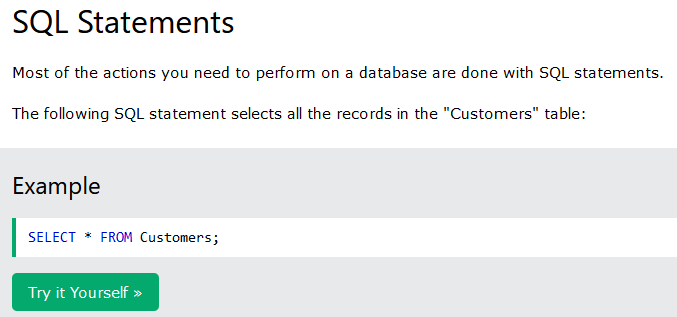 SQL Statements
Most of the actions you need to perform on a database are done with SQL statements.
The following SQL statement selects all the records in the "Customers" table:
Example
SELECT * FROM Customers;
Try it Yourself »